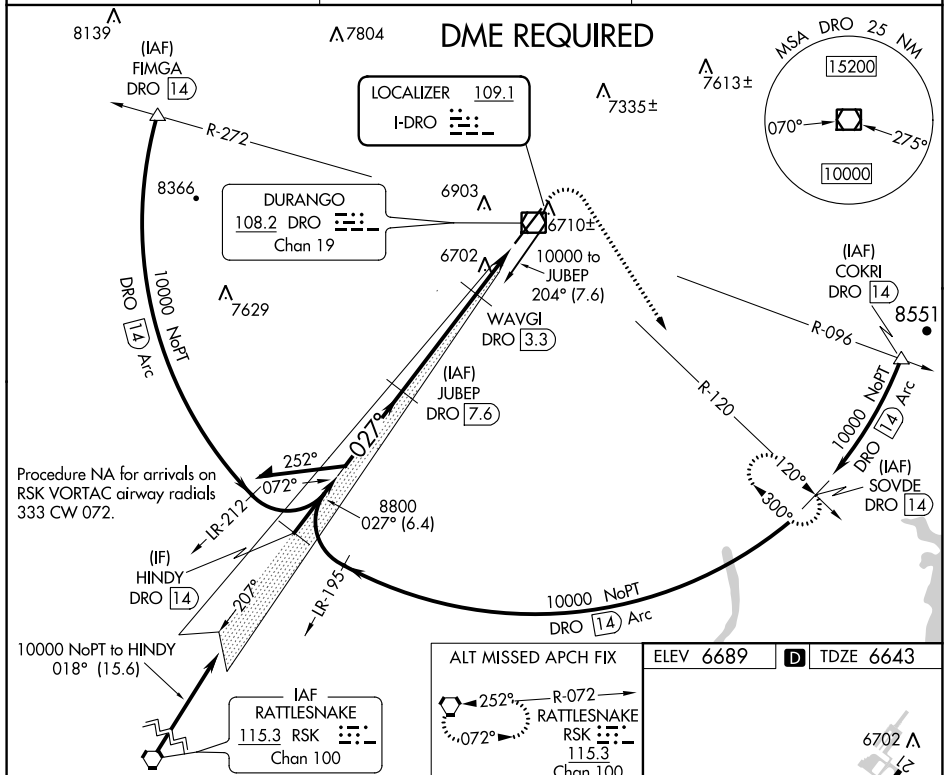 DME REQUIRED
8139
(IAF)
FIMGA
DRO 14
7804
LOCALIZER 109.1
I-DRO
7335±
7613±
MSA DRO 25 NM
15200
070°
275°
10000
R-272
8366
DURANGO
108.2 DRO
Chan 19
6903
6710±
6702
10000 to
JUBEP
204° (7.6)
(IAF)
COKRI
DRO 14
8551
R-096
10000 NoPT
DRO 14 Arc
7629
WAVGI
DRO 3.3
(IAF)
JUBEP
DRO 7.6
R-120
10000 NoPT
DRO 14 Arc
027°
252°
072°
Procedure NA for arrivals on
RSK VORTAC airway radials
333 CW 072.
LR-212
8800
027° (6.4)
120°
300°
(IAF)
SOVDE
DRO 14
(IF)
HINDY
DRO 14
207°
LR-195
10000 NoPT
DRO 14 Arc
10000 NoPT to HINDY
018° (15.6)
IAF
RATTLESNAKE
115.3 RSK
Chan 100
ALT MISSED APCH FIX
252°
R-072
072°
RATTLESNAKE
RSK
115.3
Chan 100
ELEV 6689
D
TDZE 6643
6702
21